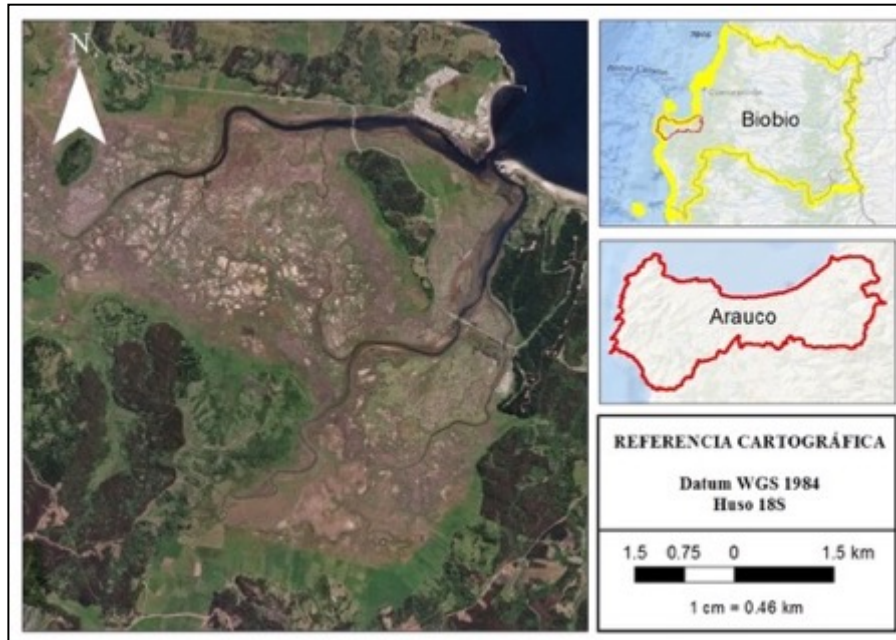 N
Biobio
Arauco
REFERENCIA CARTOGRÁFICA
Datum WGS 1984
Huso 18S
1.5 0.75 0 1.5 km
1 cm = 0.46 km